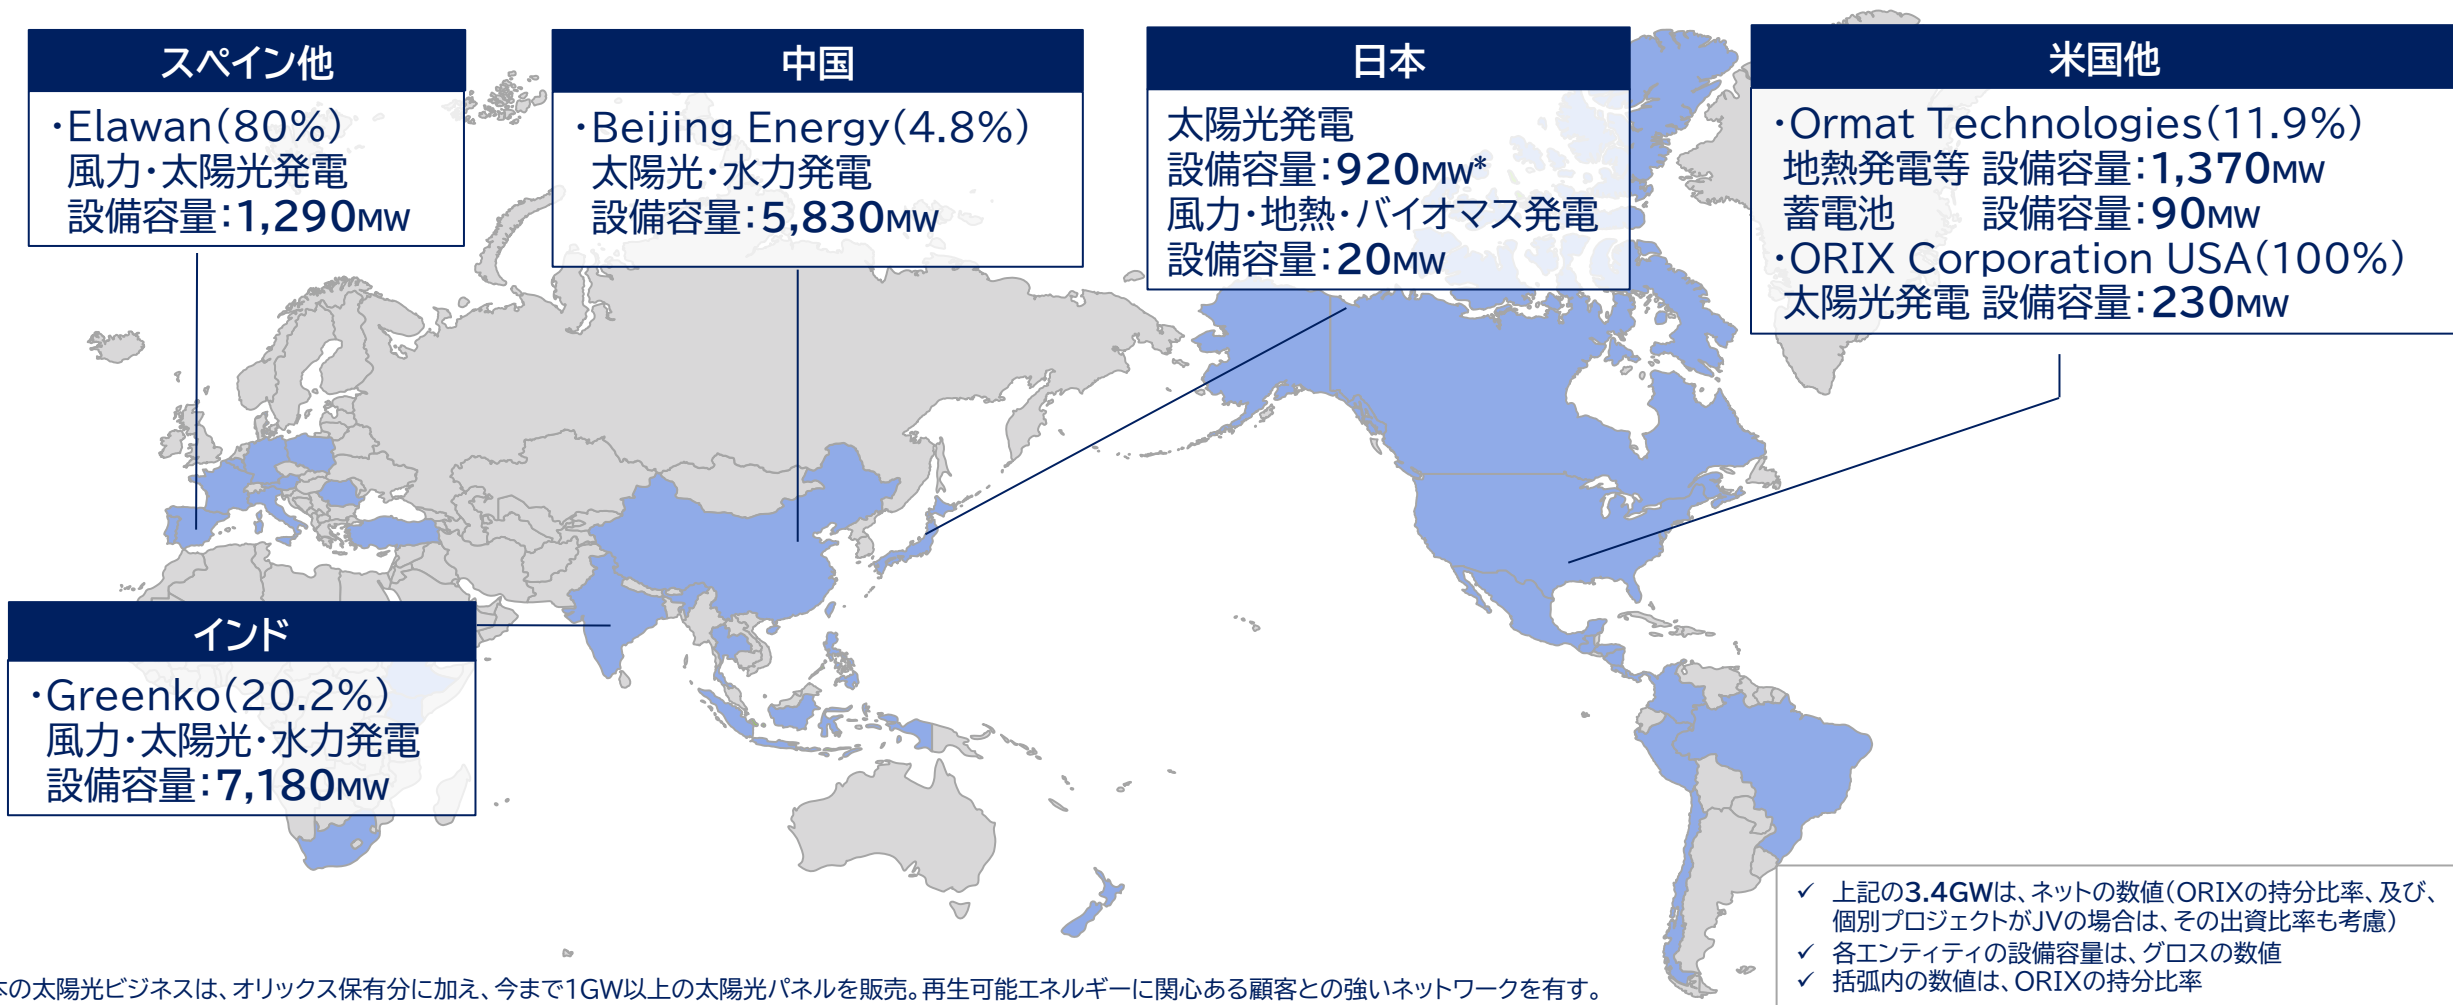 スペイン他
・Elawan(80%)
風力・太陽光発電
設備容量：1,290MW
中国
・Beijing Energy(4.8%)
太陽光・水力発電
設備容量：5,830MW
日本
太陽光発電
設備容量：920MW*
風力・地熱・バイオマス発電
設備容量：20MW
米国他
・Ormat Technologies(11.9%)
地熱発電等 設備容量：1,370MW
蓄電池 設備容量：90MW
・ORIX Corporation USA(100%)
太陽光発電 設備容量：230MW
インド
・Greenko(20.2%)
風力・太陽光・水力発電
設備容量：7,180MW
✓ 上記の3.4GWは、ネットの数値(ORIXの持分比率、及び、
個別プロジェクトがJVの場合は、その出資比率も考慮)
✓ 各エンティティの設備容量は、グロスの数値
✓ 括弧内の数値は、ORIXの持分比率
本の太陽光ビジネスは、オリックス保有分に加え、今まで1GW以上の太陽光パネルを販売。再生可能エネルギーに関心ある顧客との強いネットワークを有す。